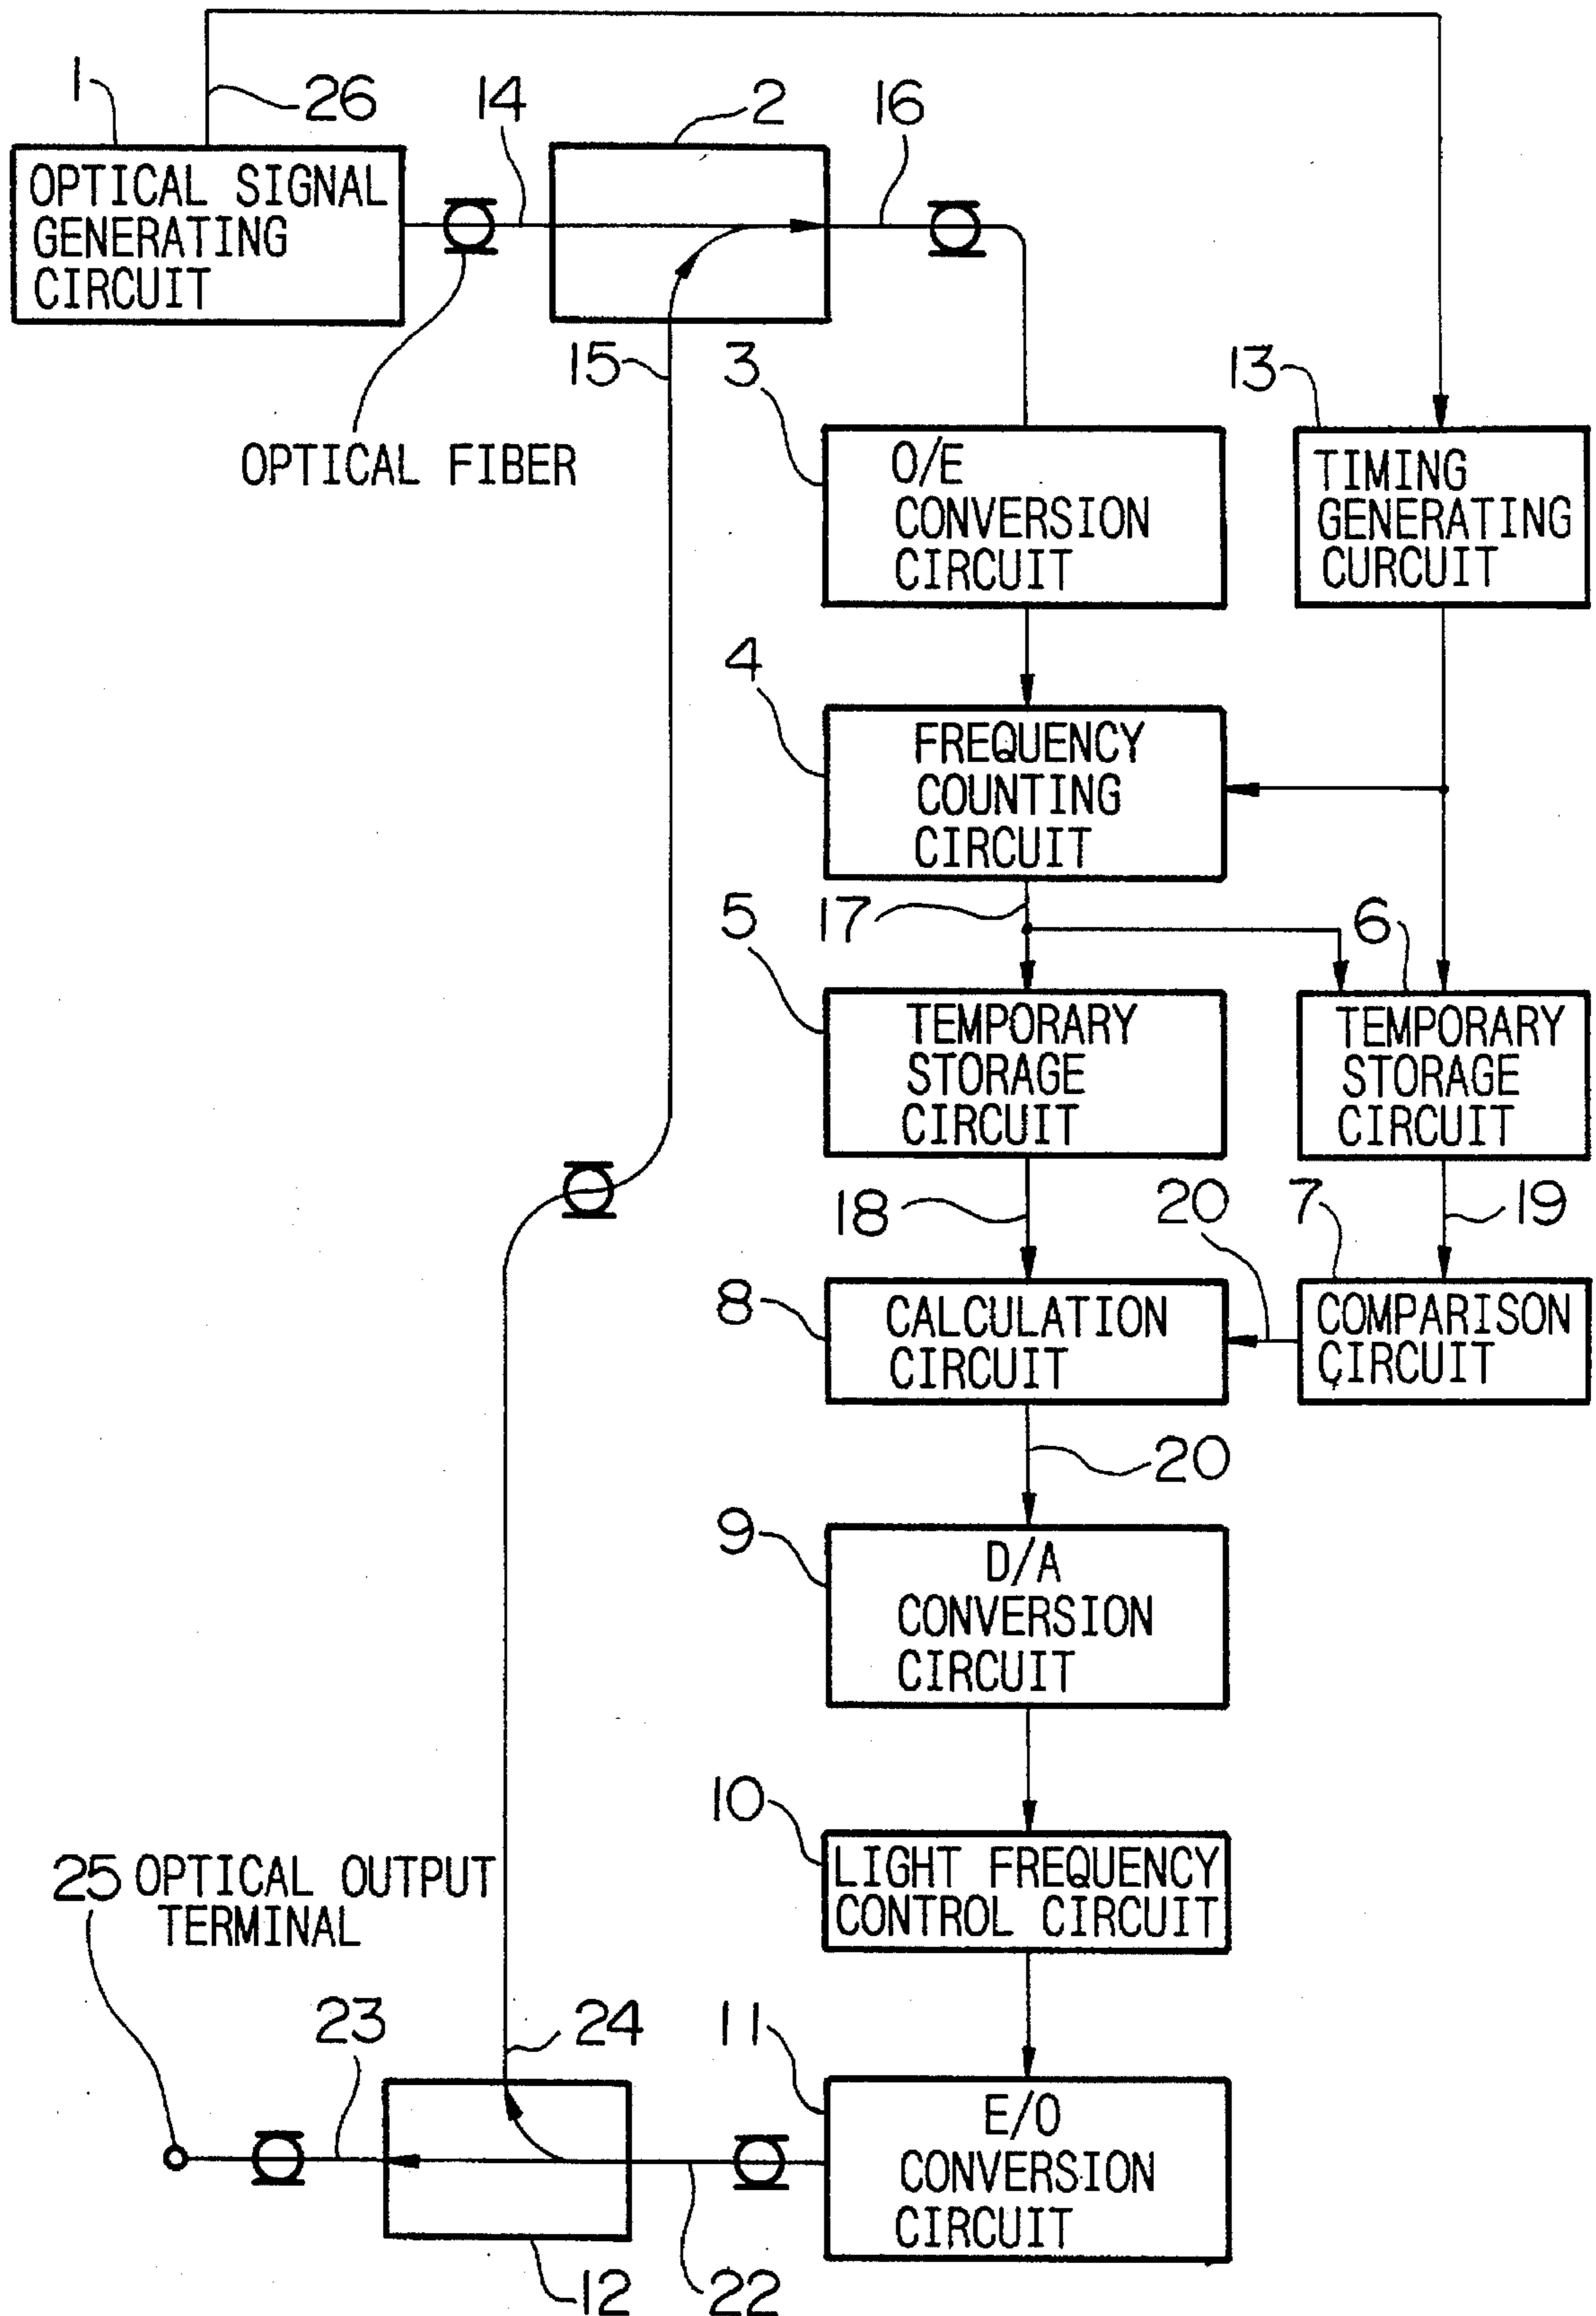 1
26
14
2
16
OPTICAL SIGNAL
GENERATING
CIRCUIT
15
3
13
OPTICAL FIBER
O/E
CONVERSION
CIRCUIT
TIMING
GENERATING
CURCUIT
4
FREQUENCY
COUNTING
CIRCUIT
5
17
6
TEMPORARY
STORAGE
CIRCUIT
TEMPORARY
STORAGE
CIRCUIT
18
20
7
19
8
CALCULATION
CIRCUIT
COMPARISON
CIRCUIT
20
9
D/A
CONVERSION
CIRCUIT
10
LIGHT FREQUENCY
CONTROL CIRCUIT
25 OPTICAL OUTPUT
TERMINAL
23
24
11
E/O
CONVERSION
CIRCUIT
12
22